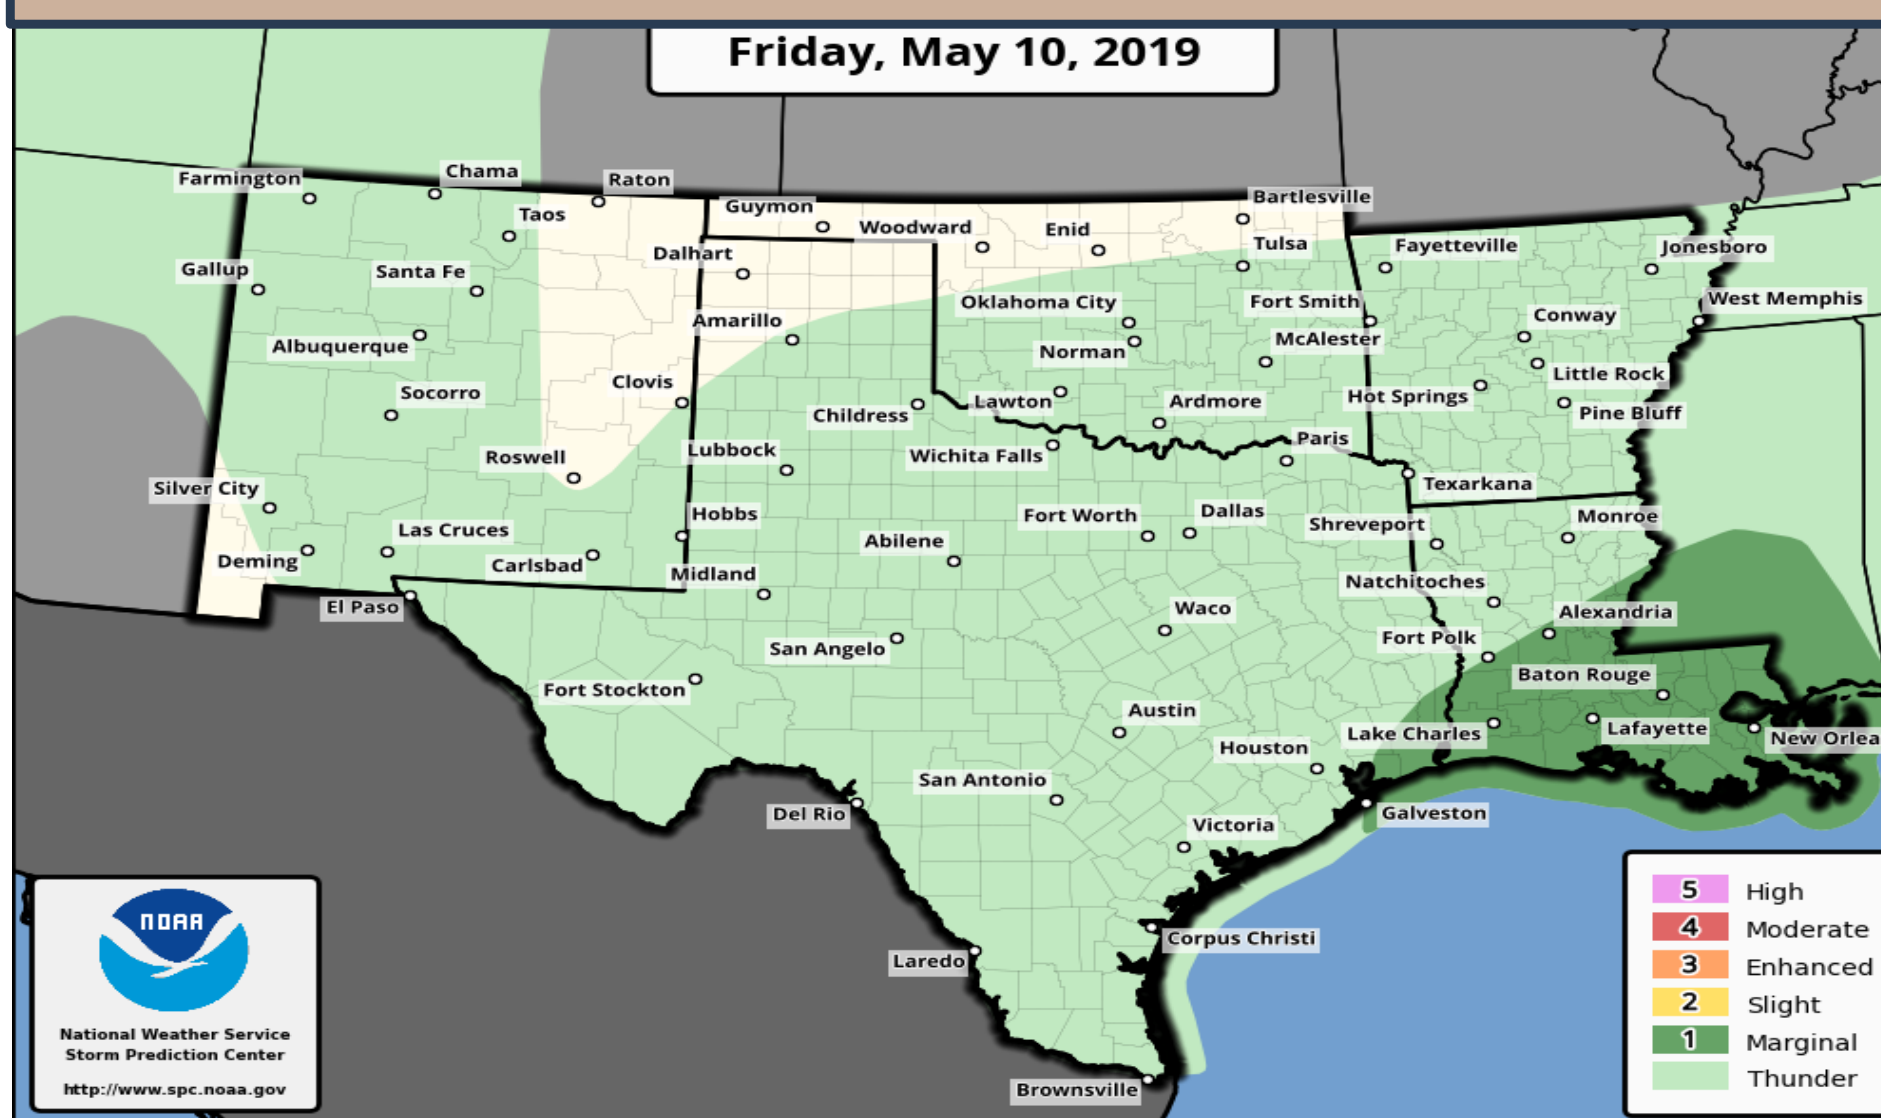 Friday, May 10, 2019
Chama
Farmington
Raton
Bartlesville
Guymon
Taos
Woodward
Enid
Tulsa
Fayetteville
Jonesboro
Dalhart
Gallup
Santa Fe
Oklahoma City
Fort Smith
West Memphis
Conway
Amarillo
McAlester
Albuquerque
Norman
Little Rock
Clovis
Socorro
Hot Springs
Lawton
Ardmore
Childress
Pine Bluff
Paris
Lubbock
Wichita Falls
Roswell
Texarkana
Silver City
Dallas
Hobbs
Fort Worth
Monroe
Shreveport
Las Cruces
Abilene
Deming
Carlsbad
Midland
Natchitoches
El Paso
Waco
Alexandria
Fort Polk
San Angelo
Baton Rouge
Fort Stockton
Austin
Lafayette
Lake Charles
New Orlea
Houston
San Antonio
Del Rio
Galveston
Victoria
Corpus Christi
Laredo
Brownsville
NOAA
National Weather Service
Storm Prediction Center
http://www.spc.noaa.gov
5 High
4 Moderate
3 Enhanced
2 Slight
1 Marginal
Thunder